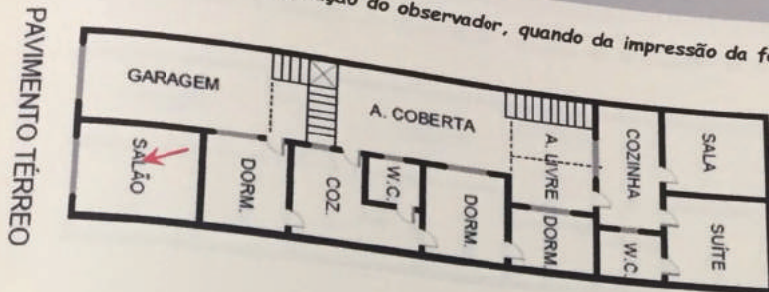 do observador, quando da impressão da
PAVIMENTO TÉRREO
GARAGEM
A. COBERTA
A. LIVRE
COZINHA
SALA
SALÃO
DORM.
COZ.
W.C.
DORM.
DORM.
W.C.
SUÍTE